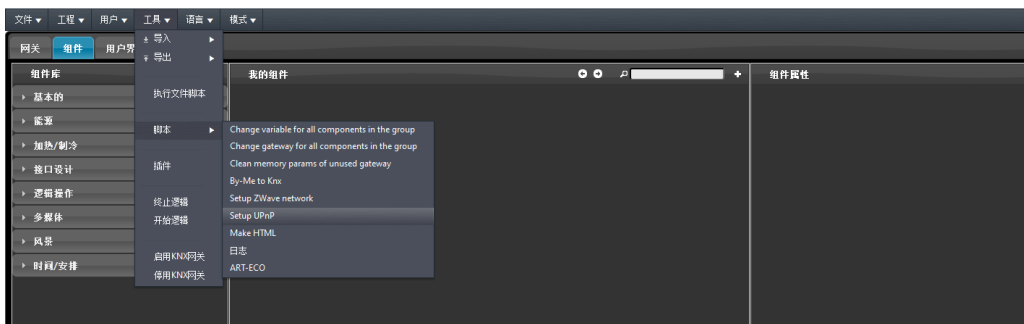 文件 ▾ 工程 ▾ 用户 ▾ 工具 ▾ 语言 ▾ 模式 ▾
网关 组件 用户界
导入
导出
执行文件脚本
脚本
插件
终止逻辑
开始逻辑
启用KNX网关
停用KNX网关
Change variable for all components in the group
Change gateway for all components in the group
Clean memory params of unused gateway
By-Me to Knx
Setup ZWave network
Setup UPnP
Make HTML
日志
ART-ECO
组件库
基本的
能源
加热/制冷
接口设计
逻辑操作
多媒体
风景
时间/安排
我的组件
组件属性